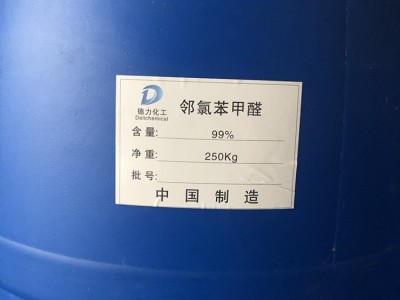 德力化工
Delichemical
邻氯苯甲醛
含量: 99%
净重: 250Kg
批号:
中国制造